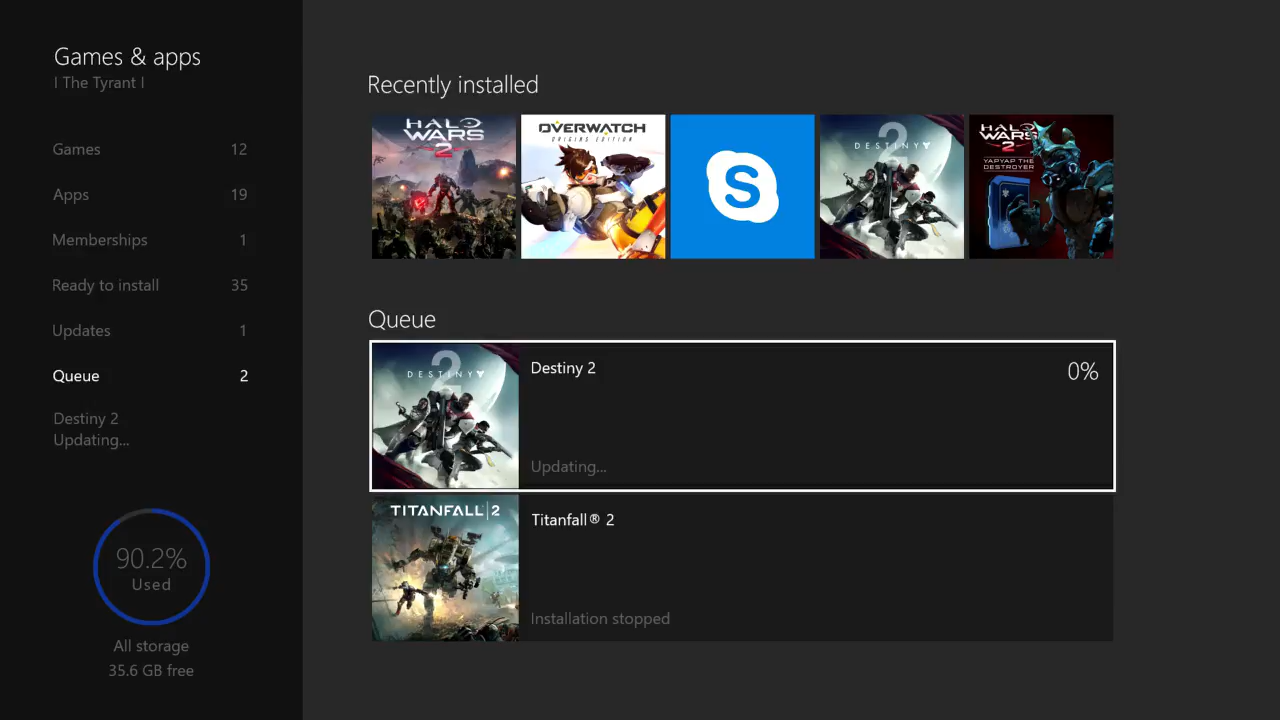 Games & apps
| The Tyrant |
Games 12
Apps 19
Memberships 1
Ready to install 35
Updates 1
Queue 2
Destiny 2
Updating...
90.2%
Used
All storage
35.6 GB free
Recently installed
HALO
WARS
2
OVERWATCH
ORIGINS EDITION
S
2
DESTINY
HALO
WARS
2
YAPYAP THE
DESTROYER
Queue
2
DESTINY
Destiny 2
0%
Updating...
TITANFALL|2
Titanfall® 2
Installation stopped